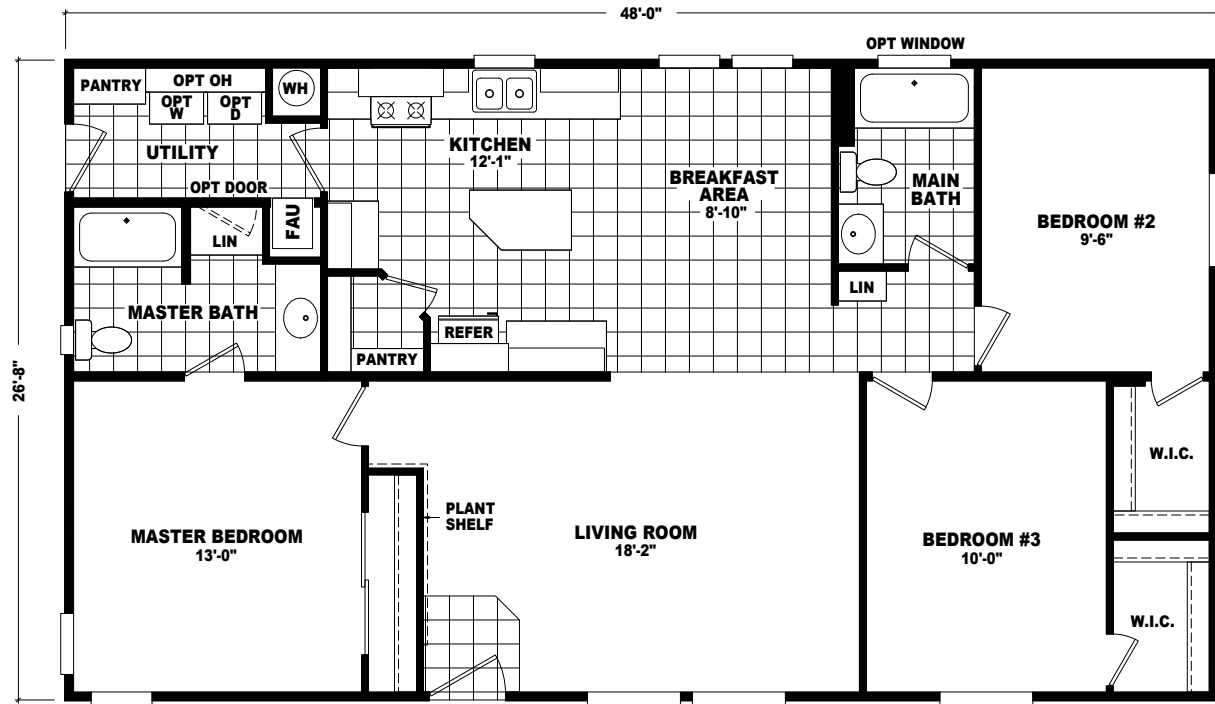 48'-0"
OPT WINDOW
PANTRY
OPT OH
OPT
W
OPT
D
WH
UTILITY
OPT DOOR
KITCHEN
12'-1"
BREAKFAST
AREA
8'-10"
MAIN
BATH
BEDROOM #2
9'-6"
LIN
FAU
LIN
MASTER BATH
REFER
PANTRY
26'-8"
W.I.C.
PLANT
SHELF
MASTER BEDROOM
13'-0"
LIVING ROOM
18'-2"
BEDROOM #3
10'-0"
W.I.C.